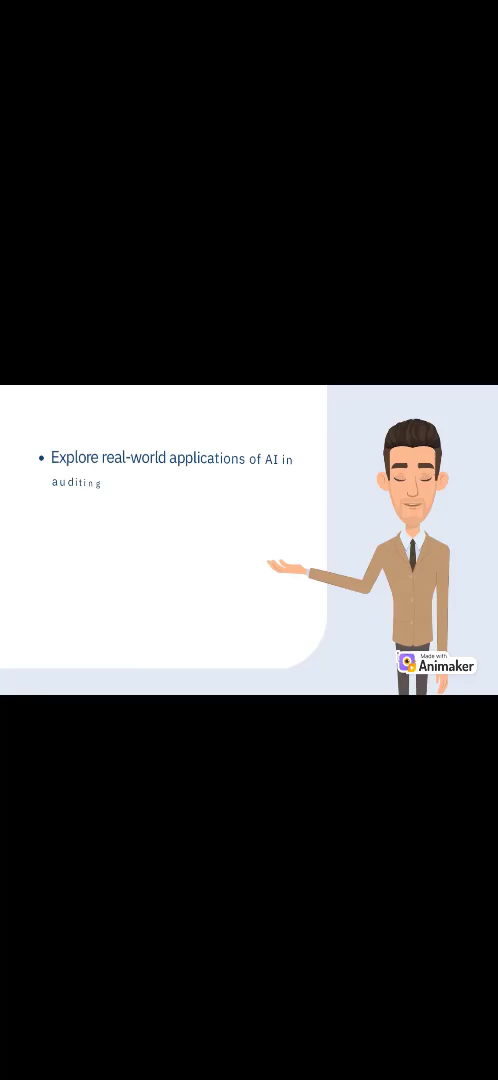 • Explore real-world applications of AI in
auditing
Made with
Animaker